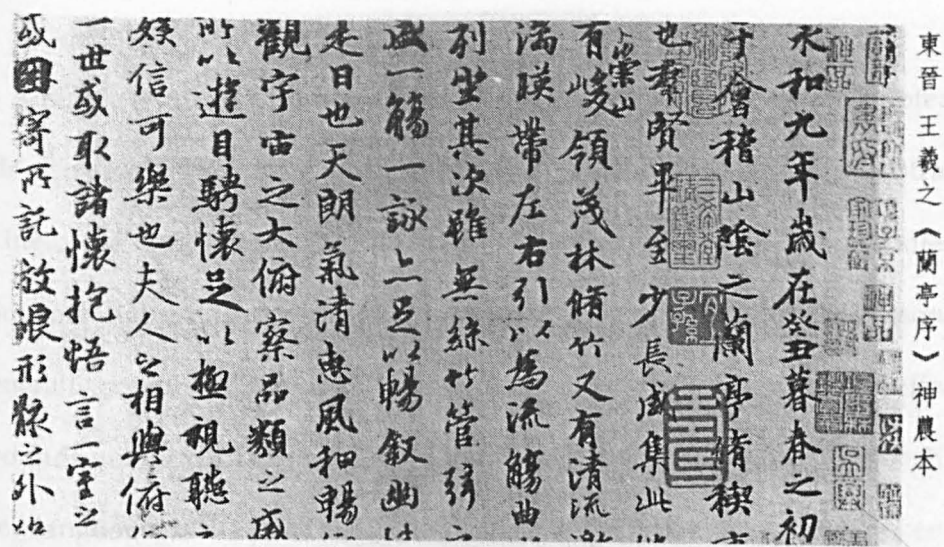 東晉王羲之《蘭亭序》神農本
永和九年歲在癸丑暮春之初
于會稽山陰之蘭亭脩禊
也羣賢畢至少長咸集此
有崇山峻領茂林脩竹又有清流激
湍暎帶左右引以為流觴曲
列坐其次雖無絲竹管弦之
盛一觴一詠亦足以暢叙幽情
是日也天朗氣清惠風和暢
觀宇宙之大俯察品類之盛
所以遊目騁懷足以極視聽之
娛信可樂也夫人之相與俯仰
一世或取諸懷抱悟言一室之
或因寄所託放浪形骸之外